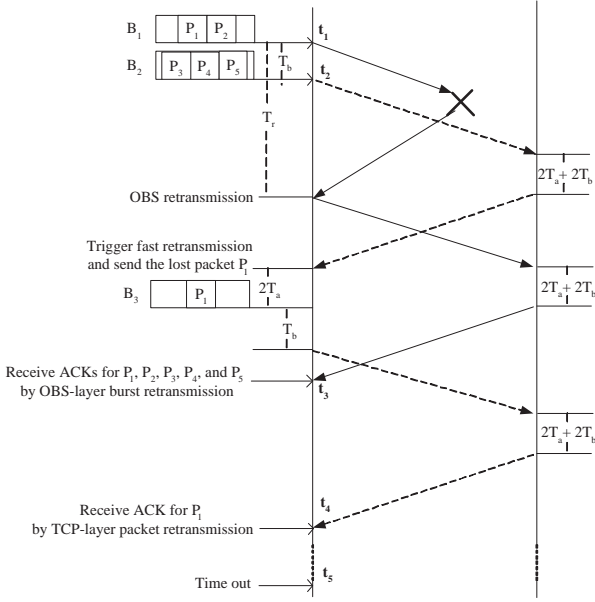 B1 P1 P2 t1
Tb
B2 P3 P4 P5 t2
Tr
2Ta + 2Tb
OBS retransmission
Trigger fast retransmission
and send the lost packet P1
2Ta
2Ta + 2Tb
B3 P1
Tb
Receive ACKs for P1, P2, P3, P4, and P5
by OBS-layer burst retransmission
t3
2Ta + 2Tb
Receive ACK for P1
by TCP-layer packet retransmission
t4
t5
Time out